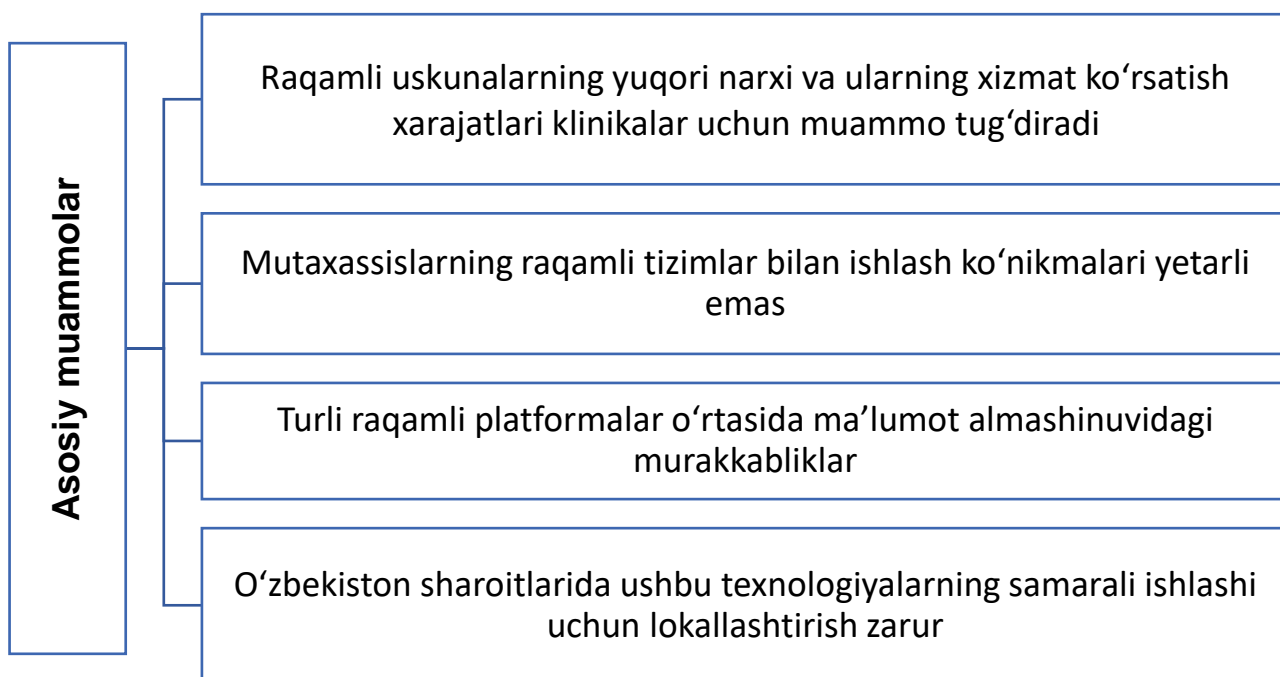 Asosiy muammolar
Raqamli uskunalarning yuqori narxi va ularning xizmat ko‘rsatish
xarajatlari klinikalar uchun muammo tug‘diradi
Mutaxassislarning raqamli tizimlar bilan ishlash ko‘nikmalari yetarli
emas
Turli raqamli platformalar o‘rtasida ma’lumot almashinuvidagi
murakkabliklar
O‘zbekiston sharoitlarida ushbu texnologiyalarning samarali ishlashi
uchun lokallashtirish zarur